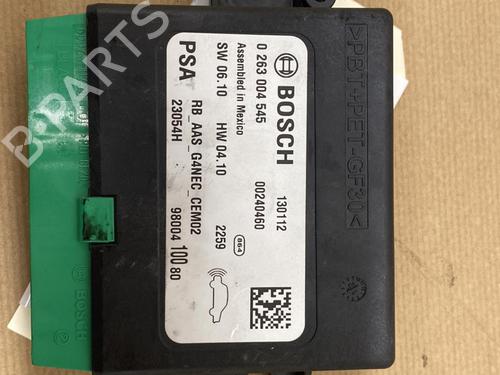 BOSCH
0 263 004 545
Assembled in Mexico
SW 06.10 HW 04.10
PSA
RB_AAS_G4NEC_CEM02
23054H
130112
00240460
864
2259
98004 100 80
>PBT+PET-GF30<
BOSCH
B-PARTS